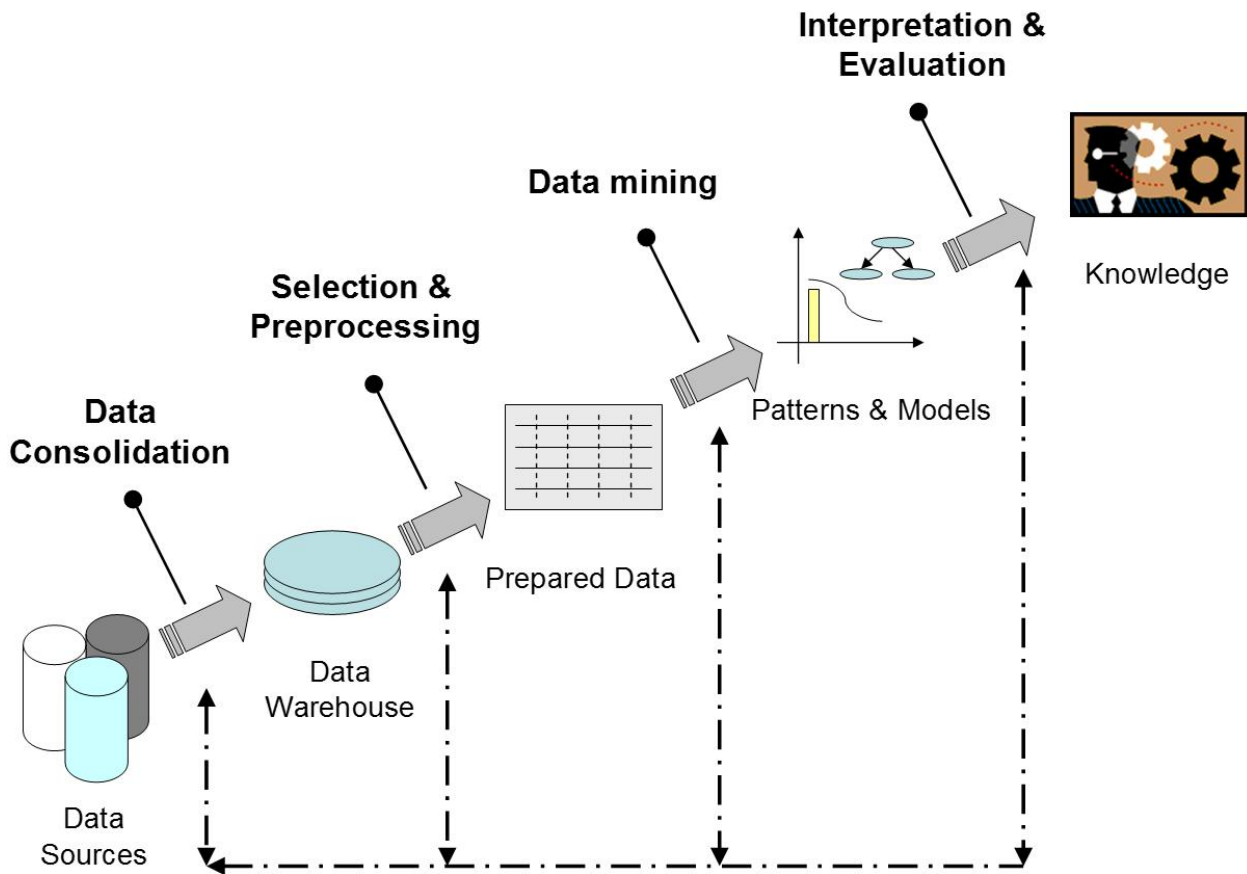 Interpretation &
Evaluation
Data mining
Knowledge
Selection &
Preprocessing
Patterns & Models
Data
Consolidation
Prepared Data
Data
Warehouse
Data
Sources